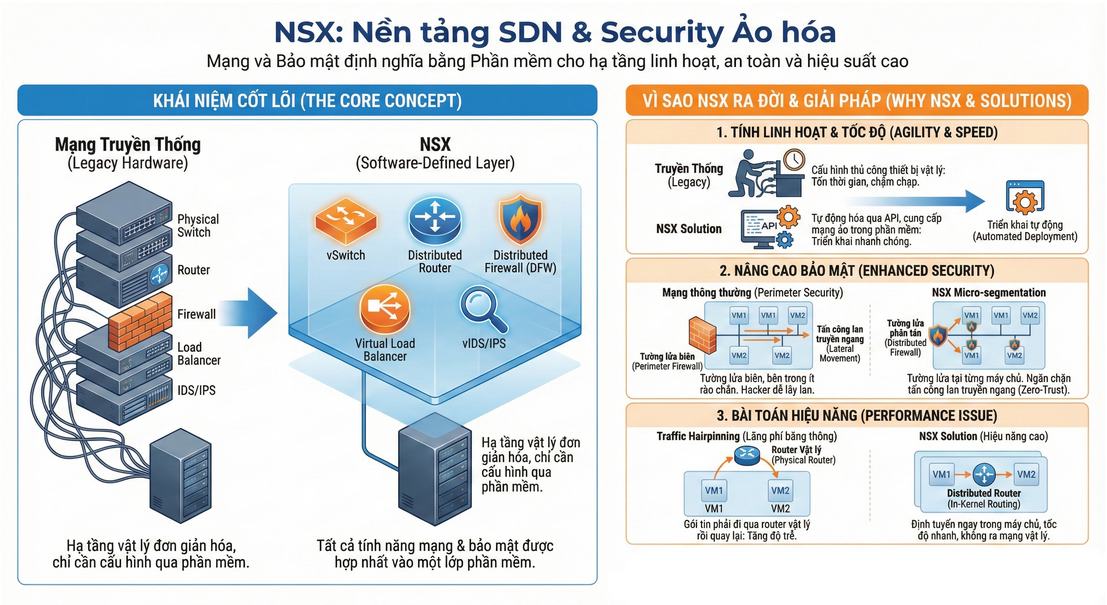 NSX: Nền tảng SDN & Security Ảo hóa
Mạng và Bảo mật định nghĩa bằng Phần mềm cho hạ tầng linh hoạt, an toàn và hiệu suất cao
KHÁI NIỆM CỐT LÕI (THE CORE CONCEPT)
Mạng Truyền Thống
(Legacy Hardware)
Physical
Switch
Router
Firewall
Load
Balancer
IDS/IPS
Hạ tầng vật lý đơn giản hóa,
chỉ cần cấu hình qua phần mềm.
NSX
(Software-Defined Layer)
vSwitch
Distributed
Router
Distributed
Firewall (DFW)
Virtual Load
Balancer
vIDS/IPS
Hạ tầng vật lý đơn
giản hóa, chỉ cần
cấu hình qua
phần mềm.
Tất cả tính năng mạng & bảo mật được
hợp nhất vào một lớp phần mềm.
VÌ SAO NSX RA ĐỜI & GIẢI PHÁP (WHY NSX & SOLUTIONS)
1. TÍNH LINH HOẠT & TỐC ĐỘ (AGILITY & SPEED)
Truyền Thống
(Legacy)
Cấu hình thủ công thiết bị vật lý:
Tốn thời gian, chậm chạp.
NSX Solution
API
Tự động hóa qua API, cung cấp
mạng ảo trong phần mềm:
Triển khai nhanh chóng.
Triển khai tự động
(Automated Deployment)
2. NÂNG CAO BẢO MẬT (ENHANCED SECURITY)
Mạng thông thường (Perimeter Security)
VM1
VM1
VM2
VM2
VM2
Tường lửa biên
(Perimeter Firewall)
Tấn công lan
truyền ngang
(Lateral
Movement)
Tường lửa biên, bên trong ít
rào chắn. Hacker dễ lây lan.
NSX Micro-segmentation
Tường lửa
phân tán
(Distributed
Firewall)
VM1
VM1
VM2
VM1
VM2
Tường lửa tại từng máy chủ. Ngăn chặn
tấn công lan truyền ngang (Zero-Trust).
3. BÀI TOÁN HIỆU NĂNG (PERFORMANCE ISSUE)
Traffic Hairpinning (Lãng phí băng thông)
Router Vật lý
(Physical Router)
VM1
VM2
VM1
VM2
Gói tin phải đi qua router vật lý
rồi quay lại: Tăng độ trễ.
NSX Solution (Hiệu năng cao)
VM1
VM2
Distributed Router
(In-Kernel Routing)
Định tuyến ngay trong máy chủ, tốc
độ nhanh, không ra mạng vật lý.